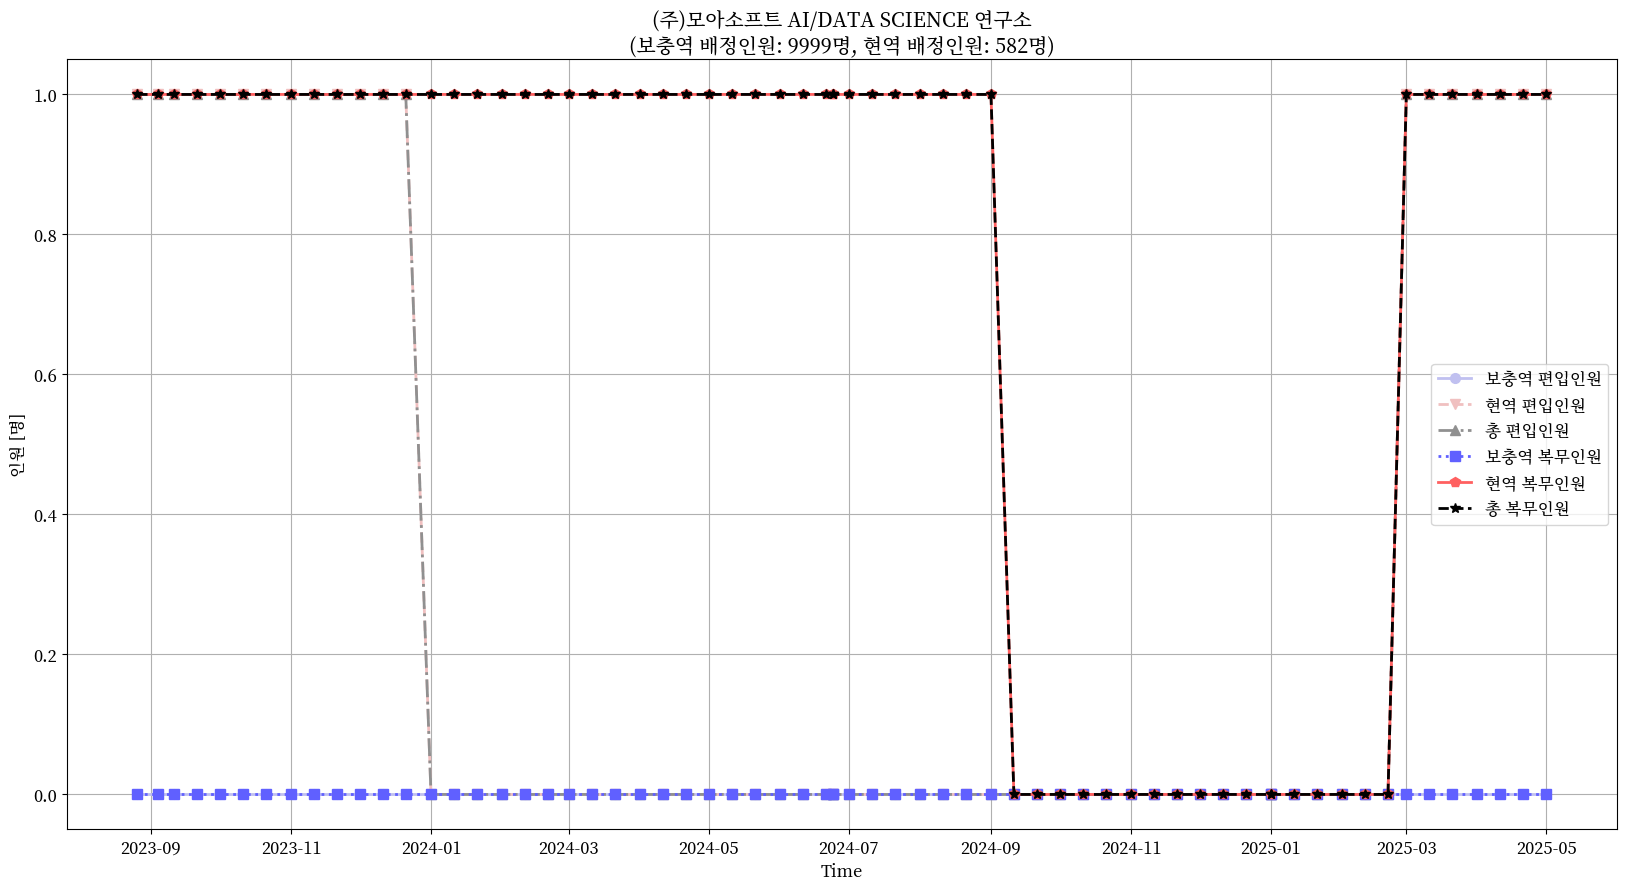 (주)모아소프트 AI/DATA SCIENCE 연구소
(보충역 배정인원: 9999명, 현역 배정인원: 582명)
인원 [명]
1.0
0.8
0.6
0.4
0.2
0.0
보충역 편입인원
현역 편입인원
총 편입인원
보충역 복무인원
현역 복무인원
총 복무인원
2023-09 2023-11 2024-01 2024-03 2024-05 2024-07 2024-09 2024-11 2025-01 2025-03 2025-05
Time